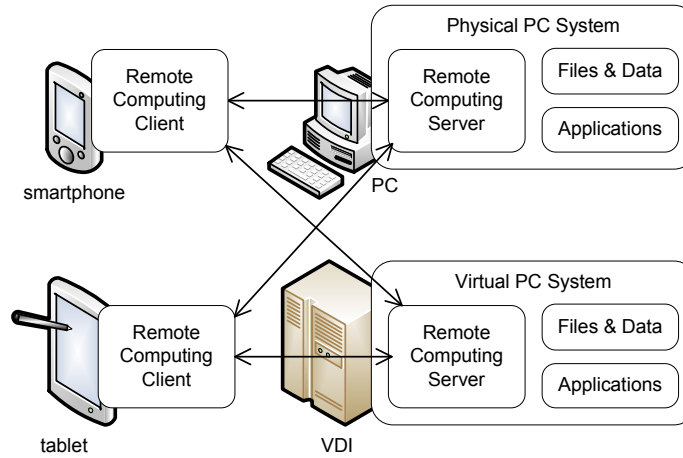 Physical PC System
Remote
Computing
Client
Remote
Computing
Server
Files & Data
Applications
smartphone
PC
Virtual PC System
Remote
Computing
Client
Remote
Computing
Server
Files & Data
Applications
tablet
VDI